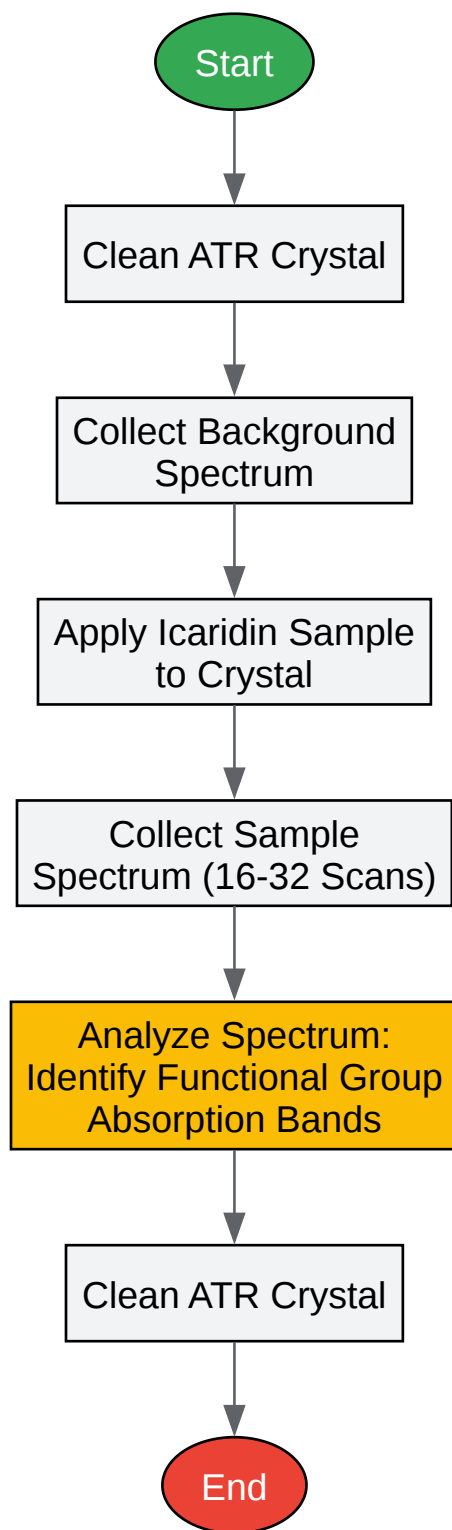 Start
Clean ATR Crystal
Collect Background
Spectrum
Apply Icaridin Sample
to Crystal
Collect Sample
Spectrum (16-32 Scans)
Analyze Spectrum:
Identify Functional Group
Absorption Bands
Clean ATR Crystal
End